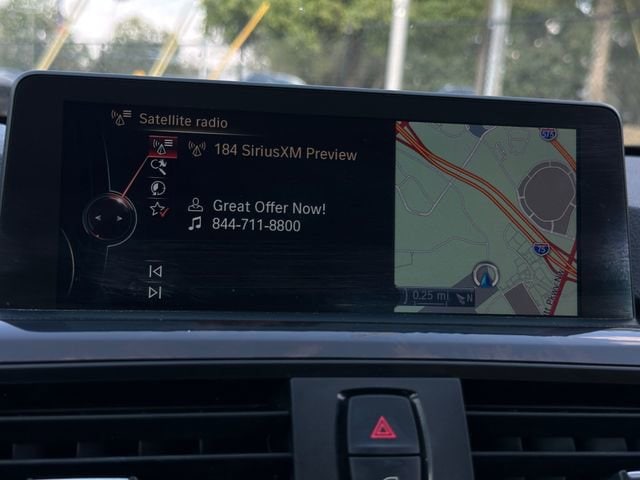 Satellite radio
184 SiriusXM Preview
Great Offer Now!
844-711-8800
575
75
0.25 mi
N